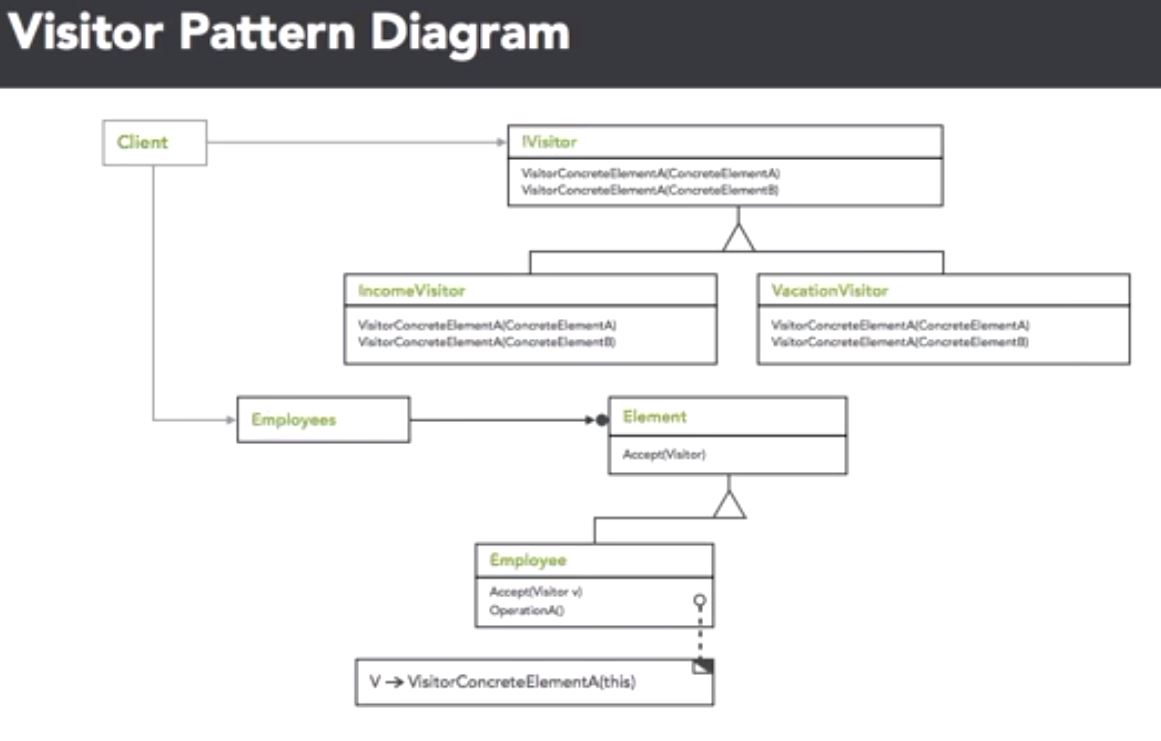 Visitor Pattern Diagram
Client
IVisitor
VisitorConcreteElementA(ConcreteElementA)
VisitorConcreteElementA(ConcreteElementB)
IncomeVisitor
VisitorConcreteElementA(ConcreteElementA)
VisitorConcreteElementA(ConcreteElementB)
VacationVisitor
VisitorConcreteElementA(ConcreteElementA)
VisitorConcreteElementA(ConcreteElementB)
Employees
Element
Accept(Visitor)
Employee
Accept(Visitor v)
OperationA()
V → VisitorConcreteElementA(this)